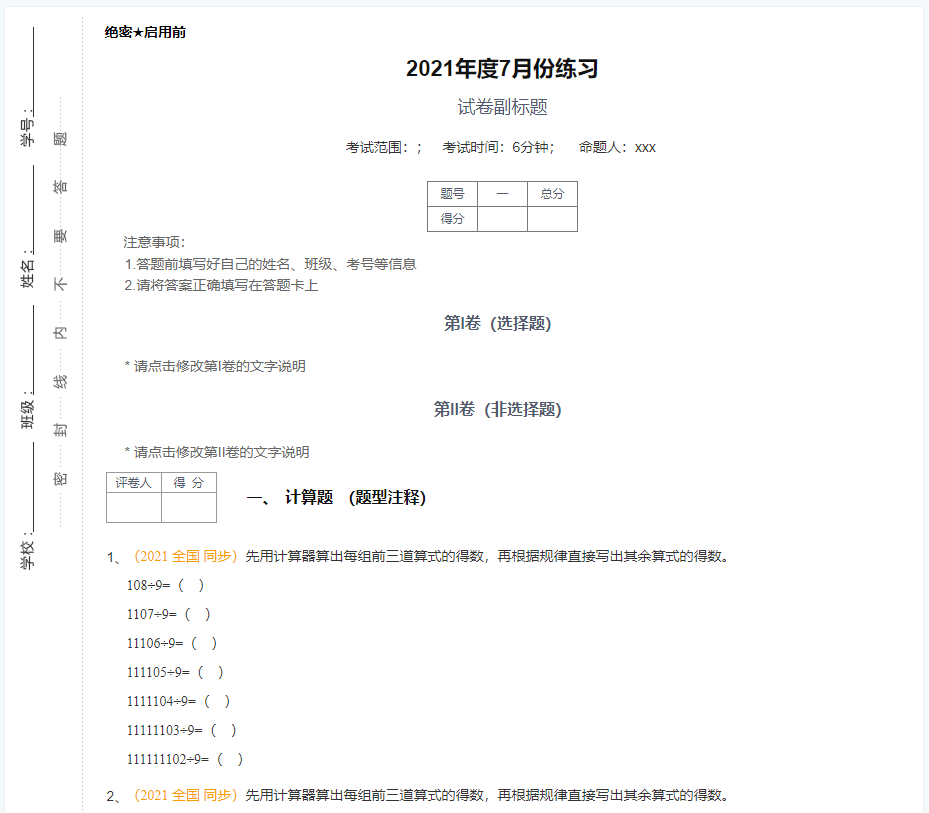 绝密★启用前
2021年度7月份练习
试卷副标题
考试范围：； 考试时间：6分钟； 命题人：xxx
题号 一 总分
得分
注意事项：
1.答题前填写好自己的姓名、班级、考号等信息
2.请将答案正确填写在答题卡上
第I卷（选择题）
* 请点击修改第I卷的文字说明
第II卷（非选择题）
* 请点击修改第II卷的文字说明
评卷人 得 分
一、 计算题 （题型注释）
1、（2021 全国 同步）先用计算器算出每组前三道算式的得数，再根据规律直接写出其余算式的得数。
108÷9=（ ）
1107÷9=（ ）
11106÷9=（ ）
111105÷9=（ ）
1111104÷9=（ ）
11111103÷9=（ ）
111111102÷9=（ ）
2、（2021 全国 同步）先用计算器算出每组前三道算式的得数，再根据规律直接写出其余算式的得数。
学校：
班级：
姓名：
学号：
密 封 线 内 不 要 答 题